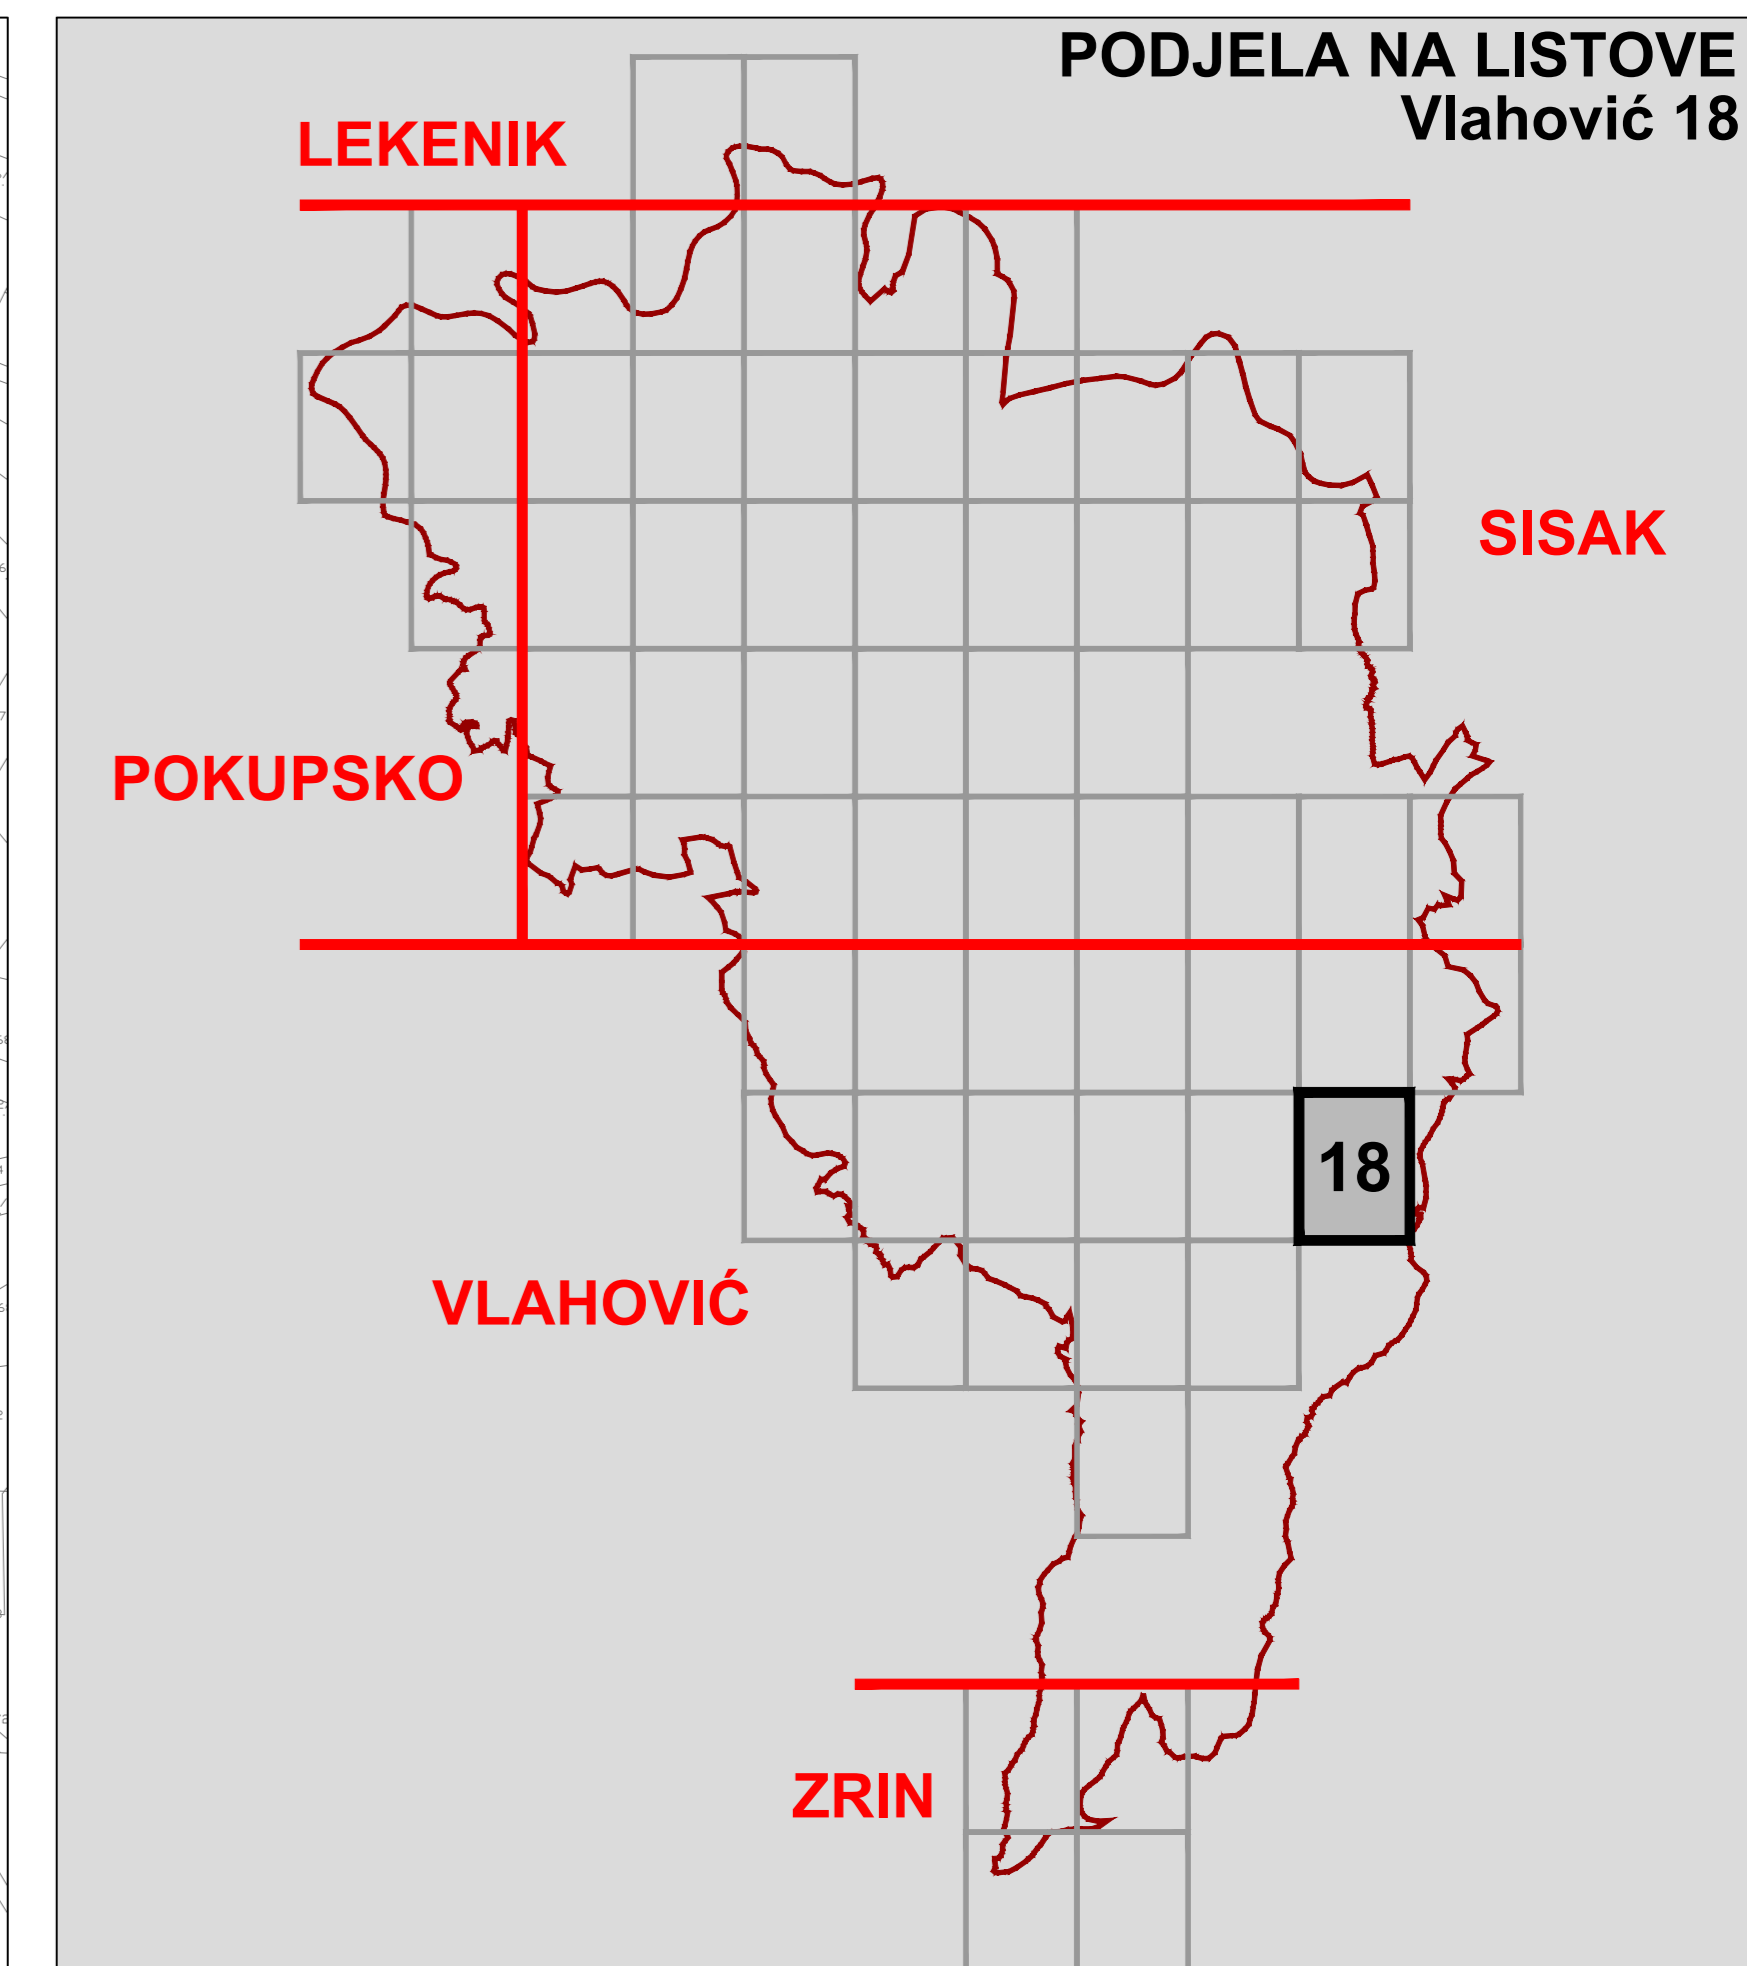 PODJELA NA LISTOVE
Vlahović 18
LEKENIK
SISAK
POKUPSKO
18
VLAHOVIĆ
ZRIN